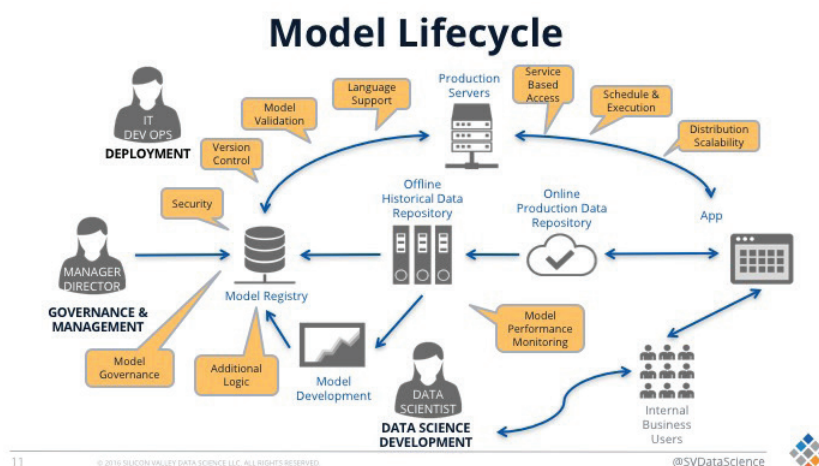 Model Lifecycle
IT
DEV OPS
DEPLOYMENT
Version
Control
Model
Validation
Language
Support
Production
Servers
Service
Based
Access
Schedule &
Execution
Distribution
Scalability
Security
Offline
Historical Data
Repository
Online
Production Data
Repository
App
MANAGER
DIRECTOR
GOVERNANCE &
MANAGEMENT
Model Registry
Model
Governance
Additional
Logic
Model
Development
Model
Performance
Monitoring
DATA
SCIENTIST
DATA SCIENCE
DEVELOPMENT
Internal
Business
Users
11
© 2016 SILICON VALLEY DATA SCIENCE LLC. ALL RIGHTS RESERVED.
@SVDataScience